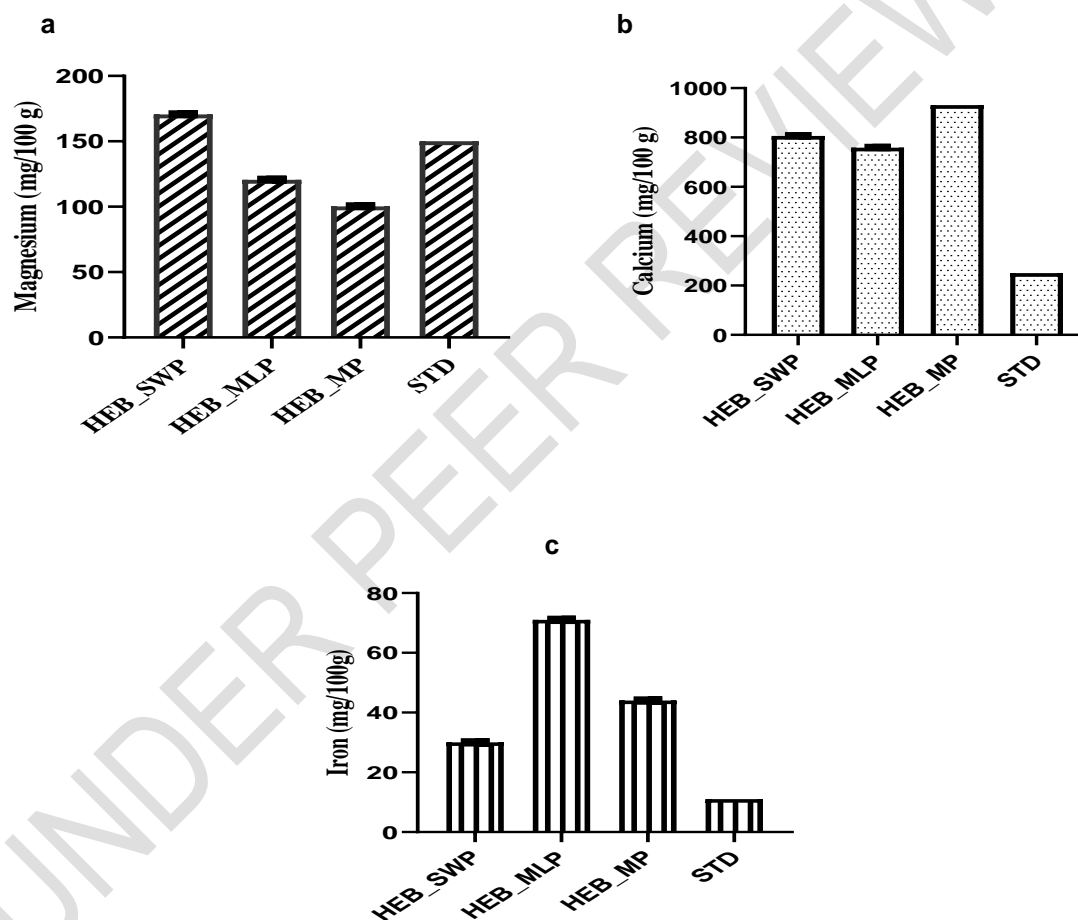 a
200
150
100
50
0
Magnesium (mg/100 g)
HEB_SWP
HEB_MLP
HEB_MP
STD
b
1000
800
600
400
200
0
Calcium (mg/100 g)
HEB_SWP
HEB_MLP
HEB_MP
STD
c
80
60
40
20
0
Iron (mg/100g)
HEB_SWP
HEB_MLP
HEB_MP
STD
UNDER PEER REVIEW